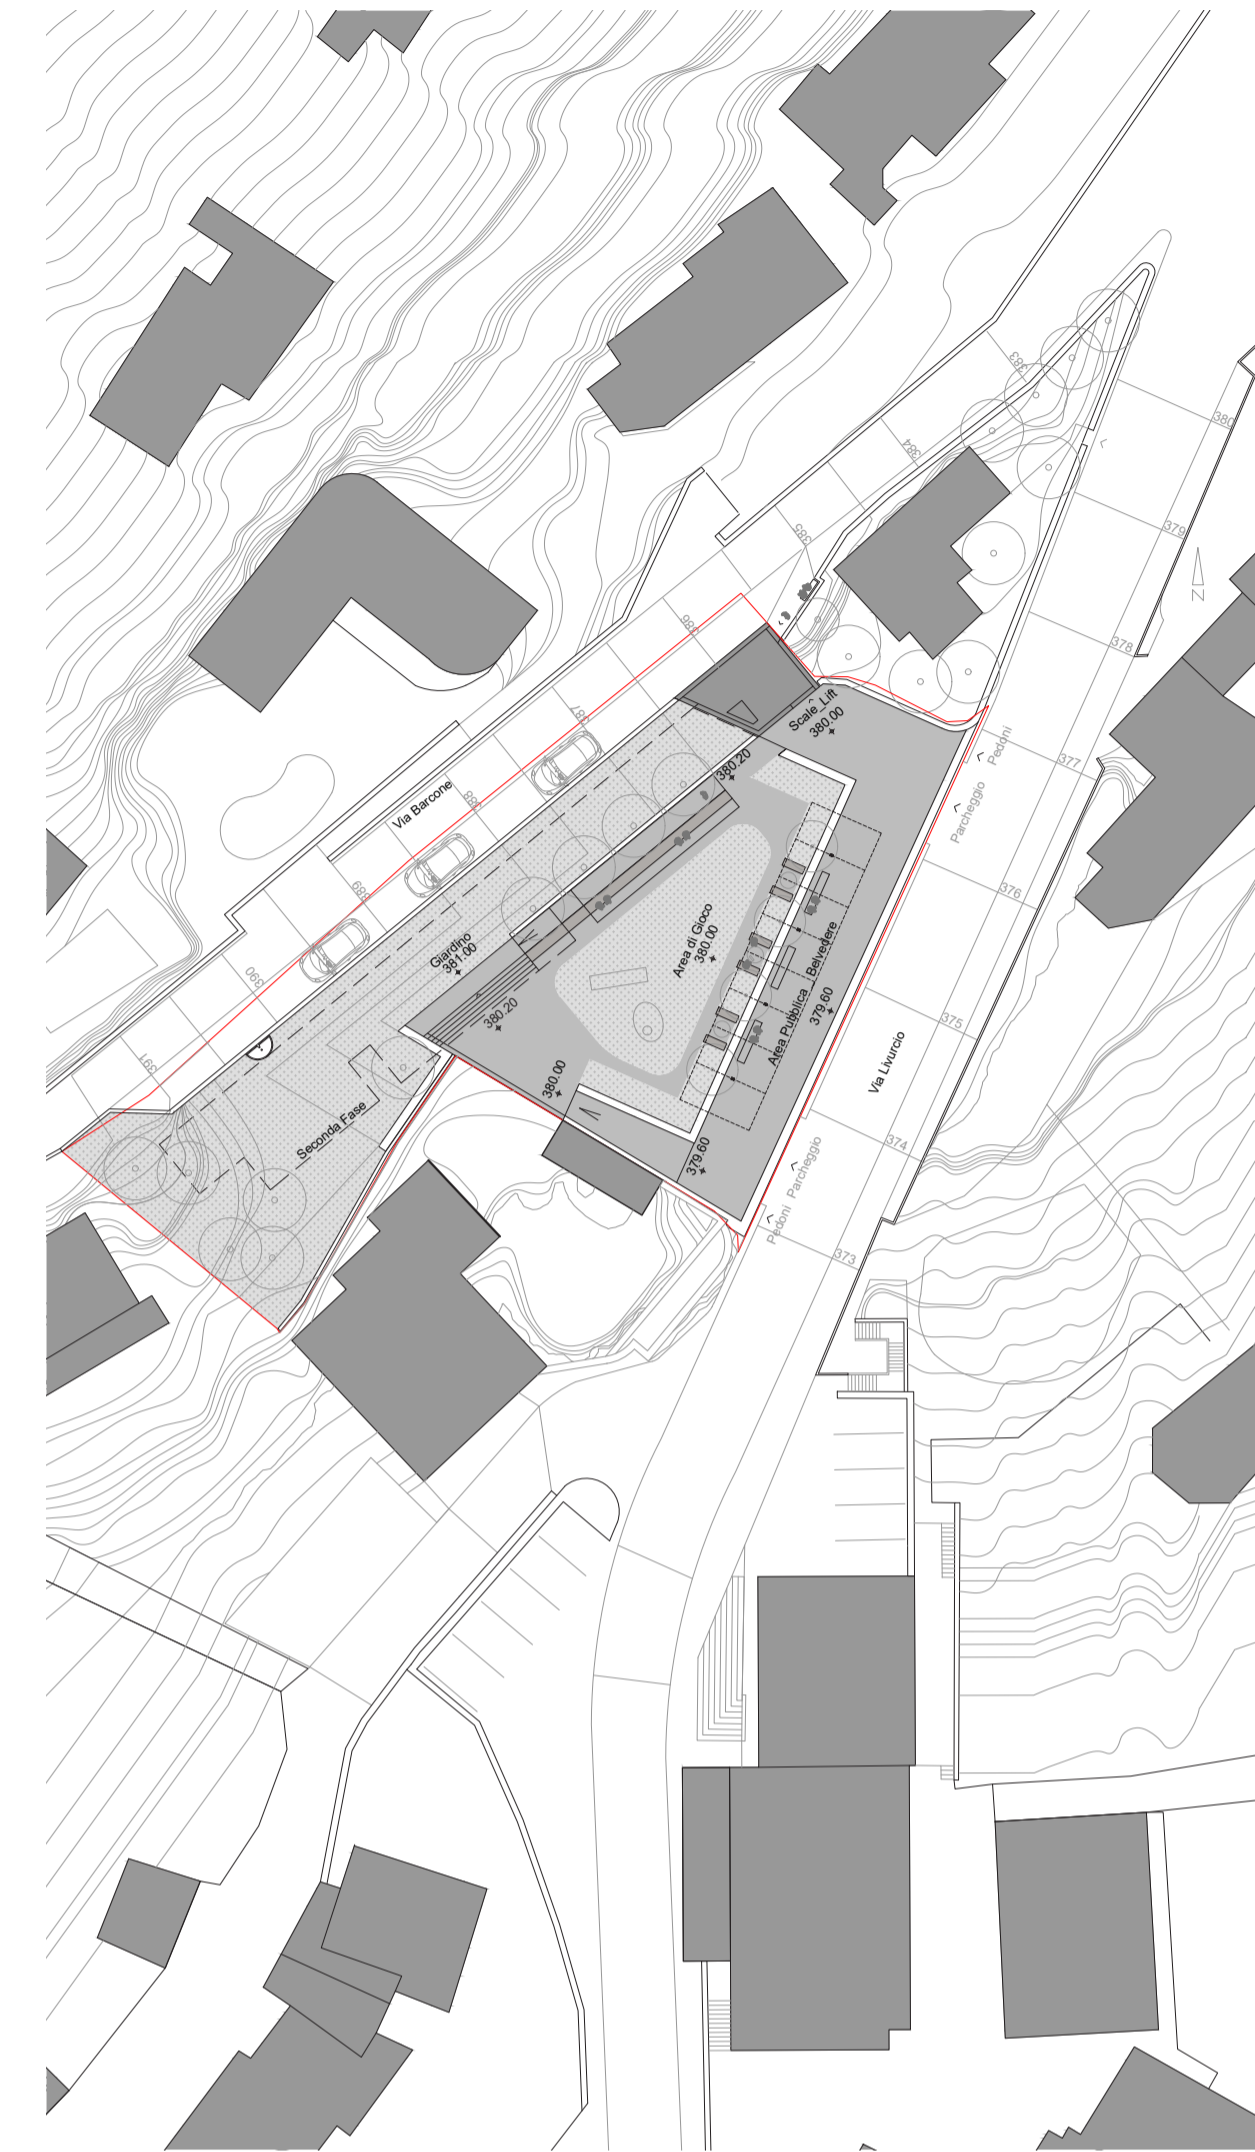 383
384
380
385
379
N
386
378
Scale_Lift
380.00
387
Pedoni
377
380.20
Via Barcone
388
Parcheggio
376
389
Giardino
381.00
Area di Gioco
380.00
Area Pubblica _ Belvedere
379.60
390
380.20
375
Via Livurcio
391
380.00
Seconda Fase
374
379.60
Parcheggio
Pedoni
373